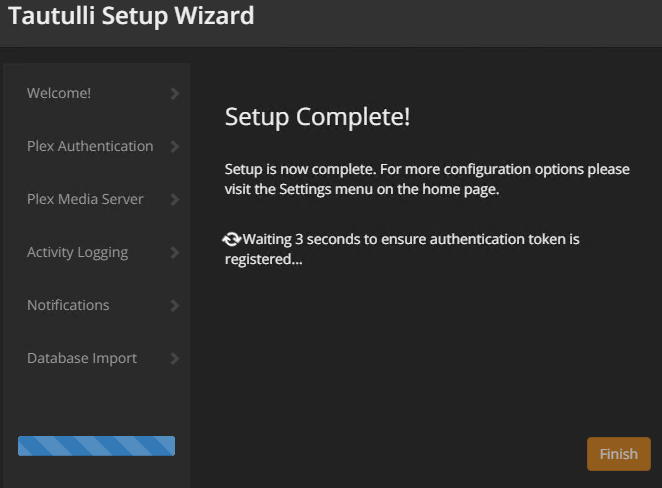 Tautulli Setup Wizard
Welcome!
Plex Authentication
Plex Media Server
Activity Logging
Notifications
Database Import
Setup Complete!
Setup is now complete. For more configuration options please
visit the Settings menu on the home page.
Waiting 3 seconds to ensure authentication token is
registered...
Finish